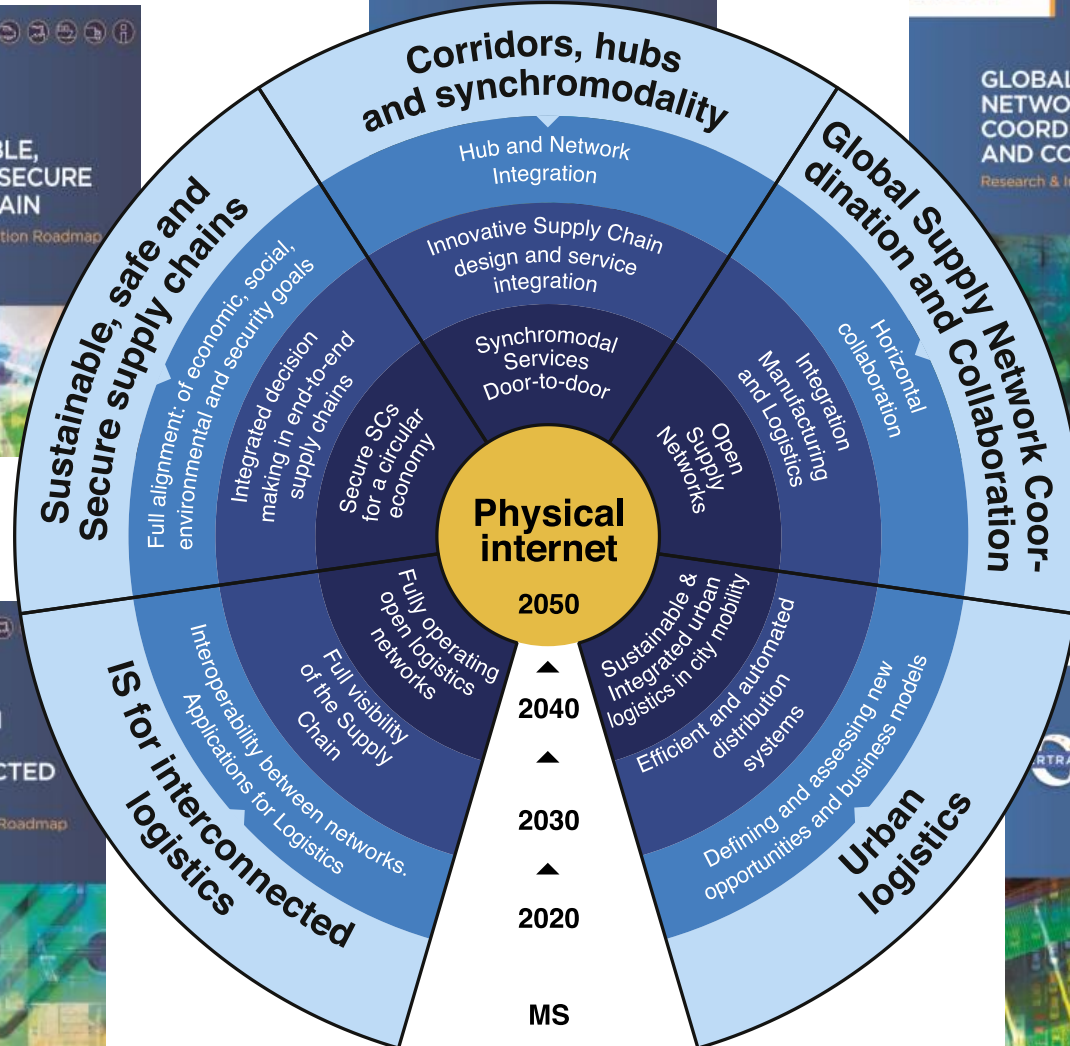 BLE,
SECURE
AIN
tion Roadmap
GLOBAL
NETWO
COORD
AND CO
Research & I
Corridors, hubs
and synchromodality
Hub and Network
Integration
Innovative Supply Chain
design and service
integration
Synchromodal
Services
Door-to-door
Global Supply Network Coor-
dination and Collaboration
Horizontal
collaboration
Integration
Manufacturing
and Logistics
Open
Supply
Networks
Sustainable, safe and
Secure supply chains
Full alignment: of economic, social,
environmental and security goals
Integrated decision
making in end-to-end
supply chains
Secure SCs
for a circular
economy
Physical
internet
2050
IS for interconnected
logistics
Interoperability between networks.
Applications for Logistics
Full visibility
of the Supply
Chain
Fully operating
open logistics
networks
Urban
logistics
Defining and assessing new
opportunities and business models
Efficient and automated
distribution
systems
Sustainable &
Integrated urban
logistics in city mobility
2040
2030
2020
MS
CTED
Roadmap
RTRA